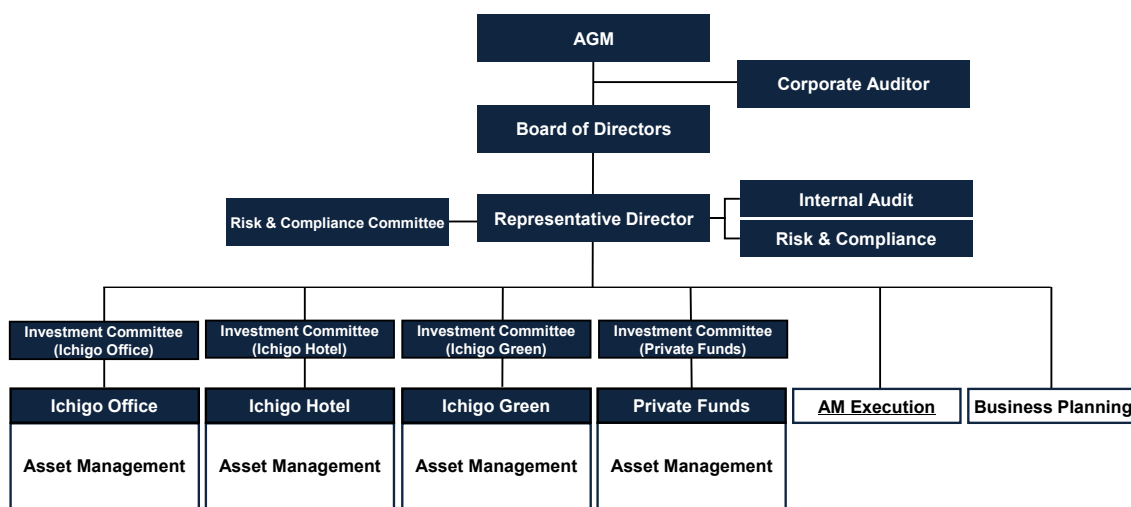 AGM
Corporate Auditor
Board of Directors
Internal Audit
Risk & Compliance Committee
Representative Director
Risk & Compliance
Investment Committee
(Ichigo Office)
Investment Committee
(Ichigo Hotel)
Investment Committee
(Ichigo Green)
Investment Committee
(Private Funds)
Ichigo Office
Ichigo Hotel
Ichigo Green
Private Funds
AM Execution
Business Planning
Asset Management
Asset Management
Asset Management
Asset Management